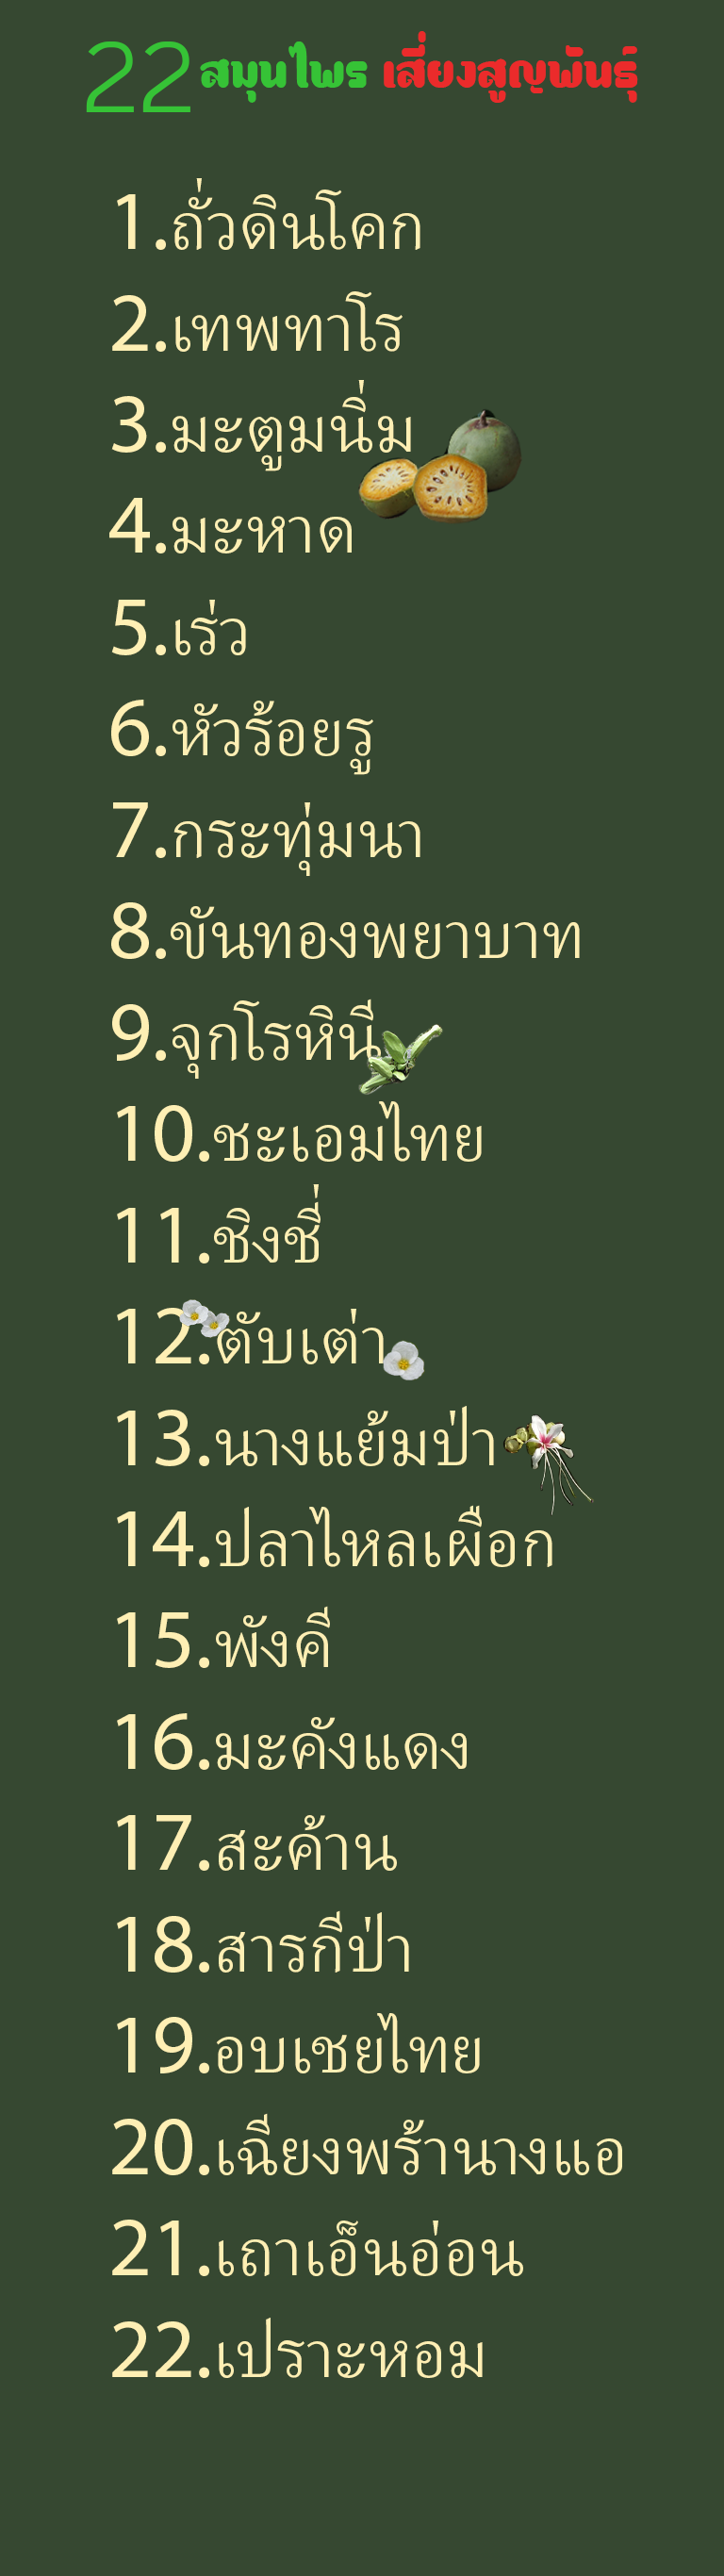 22 สมุนไพร เสี่ยงสูญพันธุ์
1.ถั่วดินโคก
2.เทพทาโร
3.มะตูมนิ่ม
4.มะหาด
5.เร่ว
6.หัวร้อยรู
7.กระทุ่มนา
8.ขันทองพยาบาท
9.จุกโรหินี
10.ชะเอมไทย
11.ชิงชี่
12.ตับเต่า
13.นางแย้มป่า
14.ปลาไหลเผือก
15.พังคี
16.มะคังแดง
17.สะค้าน
18.สารกีป่า
19.อบเชยไทย
20.เฉียงพร้านางแอ
21.เถาเอ็นอ่อน
22.เปราะหอม